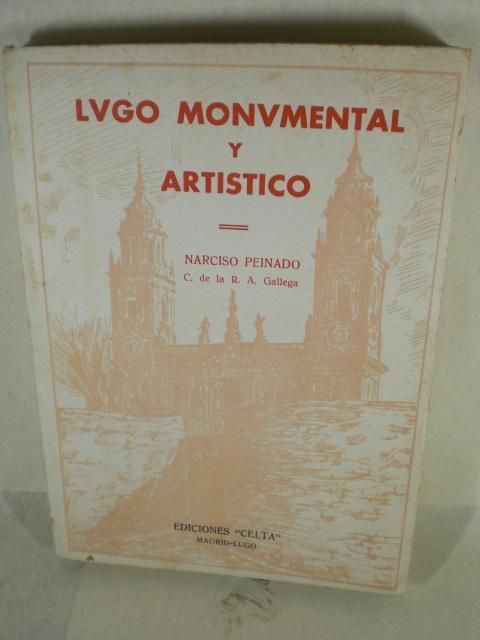 LVGO MONVMENTAL
Y
ARTISTICO
NARCISO PEINADO
C. de la R. A. Gallega
EDICIONES "CELTA"
MADRID-LUGO